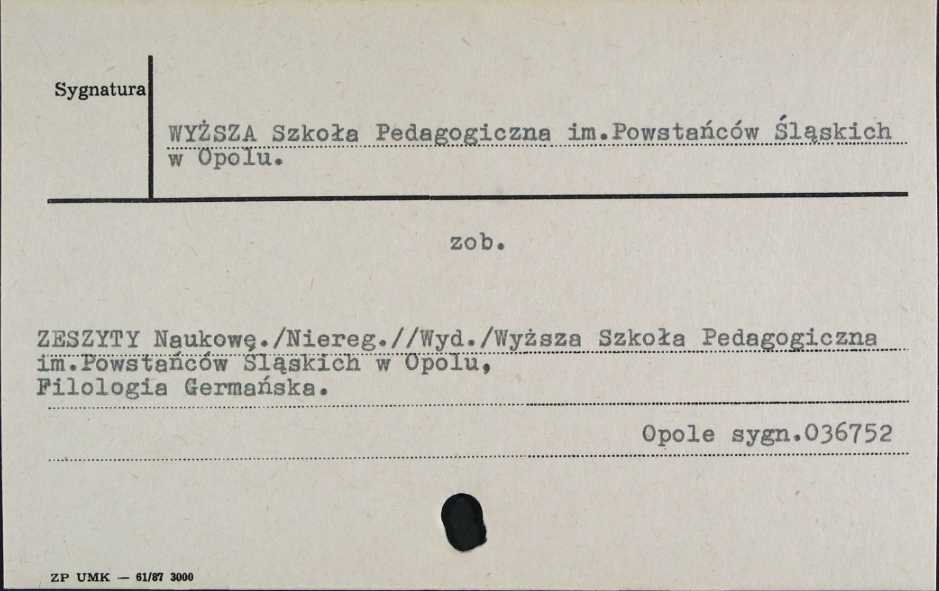 Sygnatura
WYŻSZA Szkoła Pedagogiczna im.Powstańców Śląskich
w Opolu.
zob.
ZESZYTY Naukowę./Niereg.//Wyd./Wyższa Szkoła Pedagogiczna
im.Powstańców Śląskich w Opolu,
Filologia Germańska.
Opole sygn.036752
ZP UMK — 61/87 3000